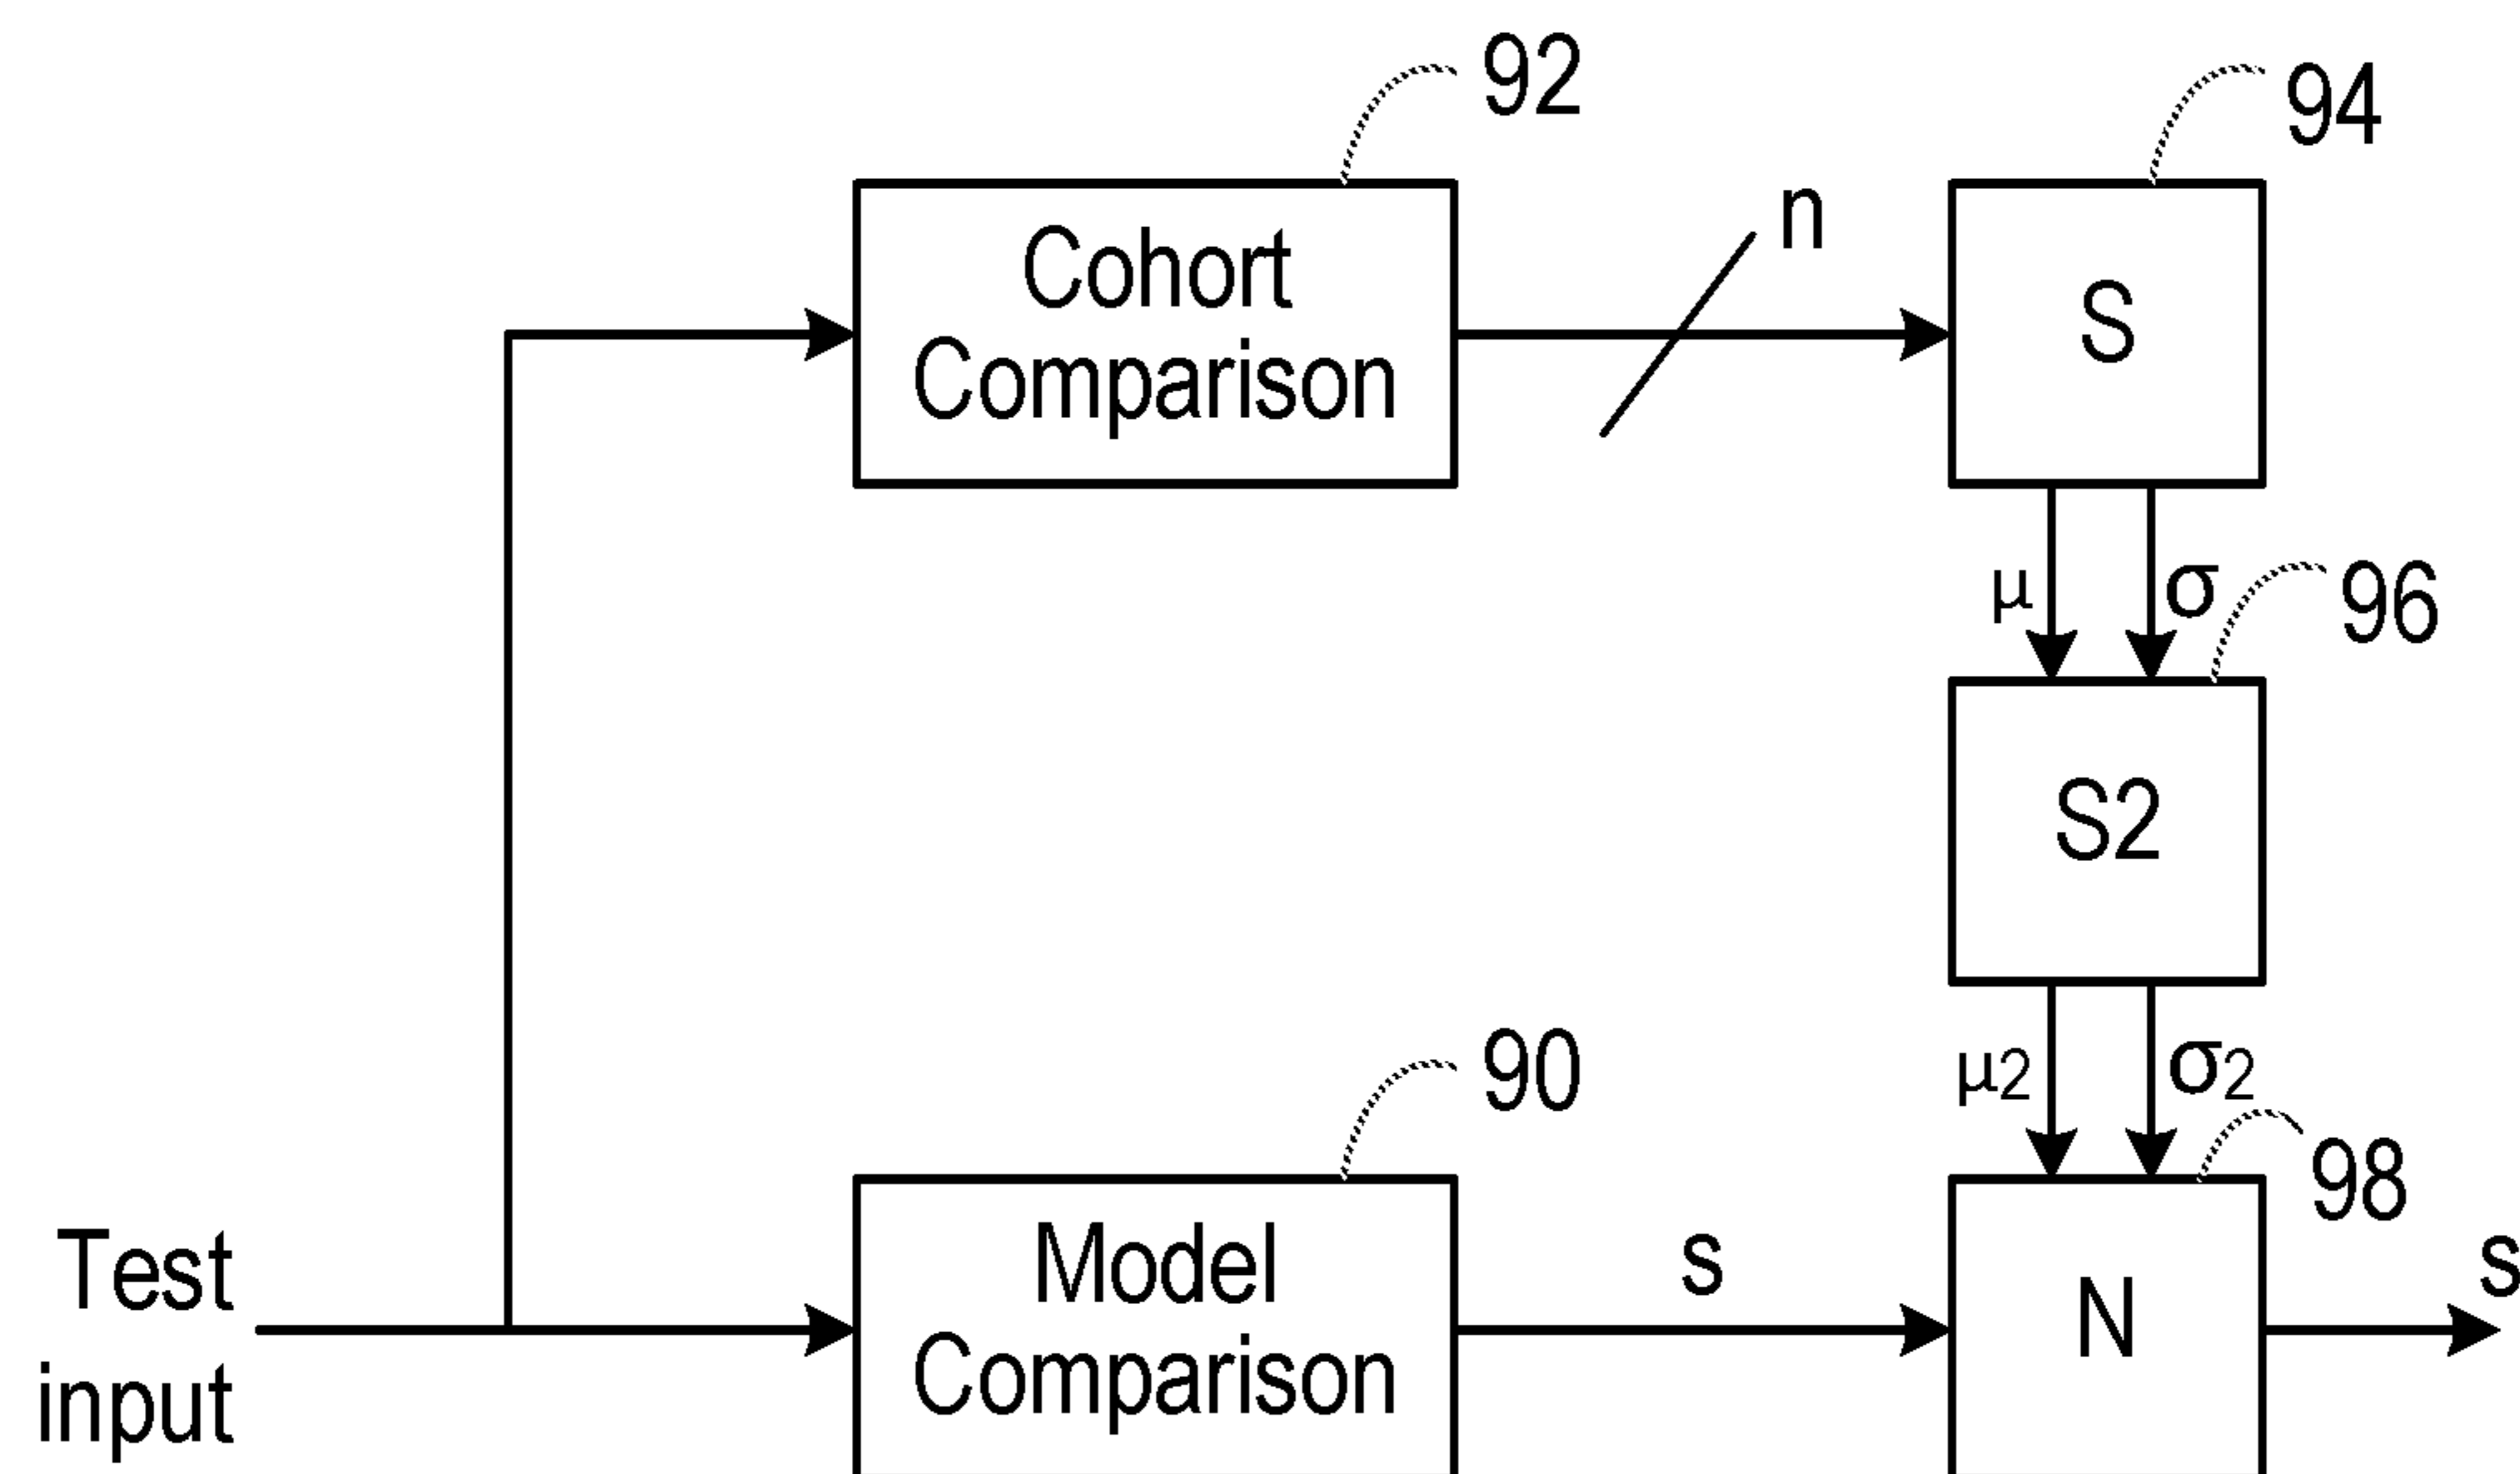 92
94
n
Cohort
Comparison
S
μ
σ
96
S2
90
μ2
σ2
98
Test
input
Model
Comparison
s
N
s